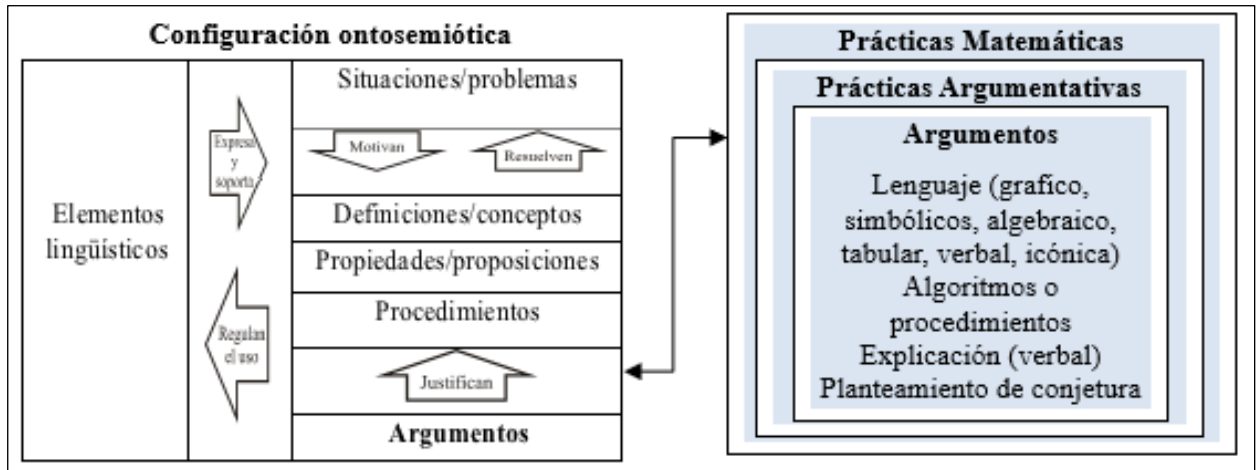 Configuración ontosemiótica
Elementos
lingüísticos
Expresa
y
soporta
Regulan
el uso
Situaciones/problemas
Motivan
Resuelven
Definiciones/conceptos
Propiedades/proposiciones
Procedimientos
Justifican
Argumentos
Prácticas Matemáticas
Prácticas Argumentativas
Argumentos
Lenguaje (grafíco,
simbólicos, algebraico,
tabular, verbal, icónica)
Algoritmos o
procedimientos
Explicación (verbal)
Planteamiento de conjetura